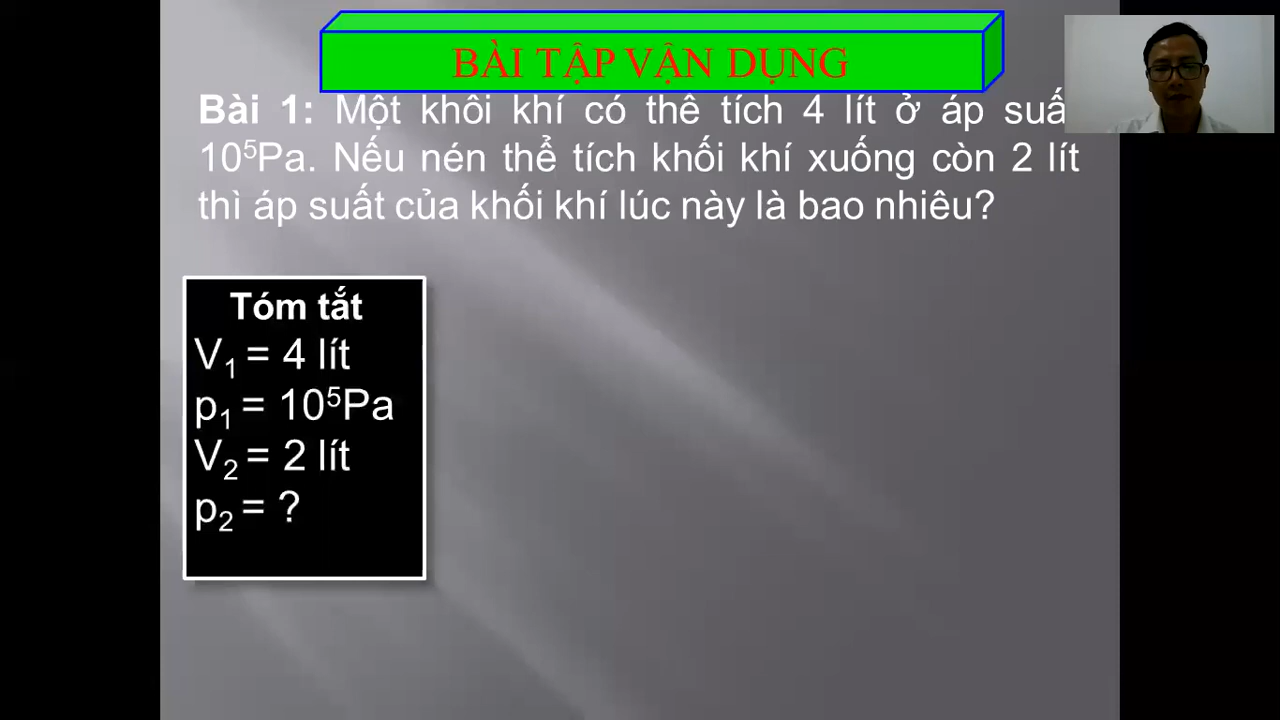 BÀI TẬP VẬN DỤNG
Bài 1: Một khối khí có thể tích 4 lít ở áp suấ
10⁵Pa. Nếu nén thể tích khối khí xuống còn 2 lít
thì áp suất của khối khí lúc này là bao nhiêu?
Tóm tắt
V₁ = 4 lít
p₁ = 10⁵Pa
V₂ = 2 lít
p₂ = ?